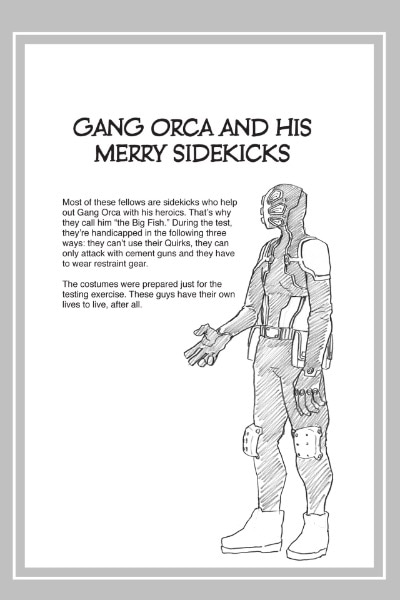 GANG ORCA AND HIS
MERRY SIDEKICKS
Most of these fellows are sidekicks who help
out Gang Orca with his heroics. That's why
they call him “the Big Fish.” During the test,
they're handicapped in the following three
ways: they can't use their Quirks, they can
only attack with cement guns and they have
to wear restraint gear.
The costumes were prepared just for the
testing exercise. These guys have their own
lives to live, after all.